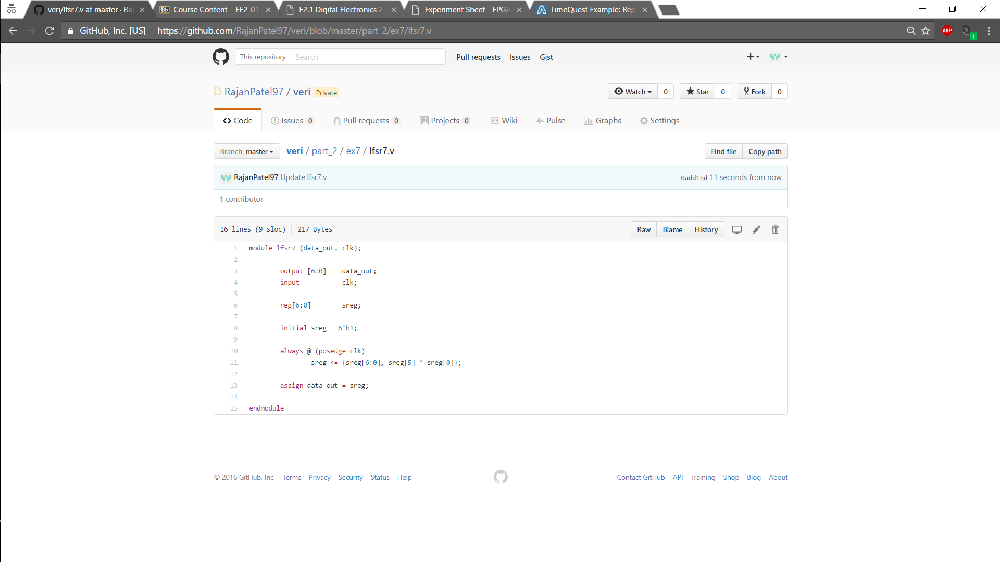 veri/lfsr7.v at master · Ra
Course Content – EE2-01
E2.1 Digital Electronics 2
Experiment Sheet - FPGA
TimeQuest Example: Rep
GitHub, Inc. [US] https://github.com/RajanPatel97/veri/blob/master/part_2/ex7/lfsr7.v
ABP
1
This repository Search Pull requests Issues Gist
RajanPatel97 / veri Private
Watch 0 Star 0 Fork 0
Code Issues 0 Pull requests 0 Projects 0 Wiki Pulse Graphs Settings
Branch: master veri / part_2 / ex7 / lfsr7.v Find file Copy path
RajanPatel97 Update lfsr7.v 0add1bd 11 seconds from now
1 contributor
16 lines (9 sloc) 217 Bytes Raw Blame History
1 module lfsr7 (data_out, clk);
2
3 output [6:0] data_out;
4 input clk;
5
6 reg[6:0] sreg;
7
8 initial sreg = 6'b1;
9
10 always @ (posedge clk)
11 sreg <= {sreg[6:0], sreg[5] ^ sreg[0]};
12
13 assign data_out = sreg;
14
15 endmodule
© 2016 GitHub, Inc. Terms Privacy Security Status Help Contact GitHub API Training Shop Blog About